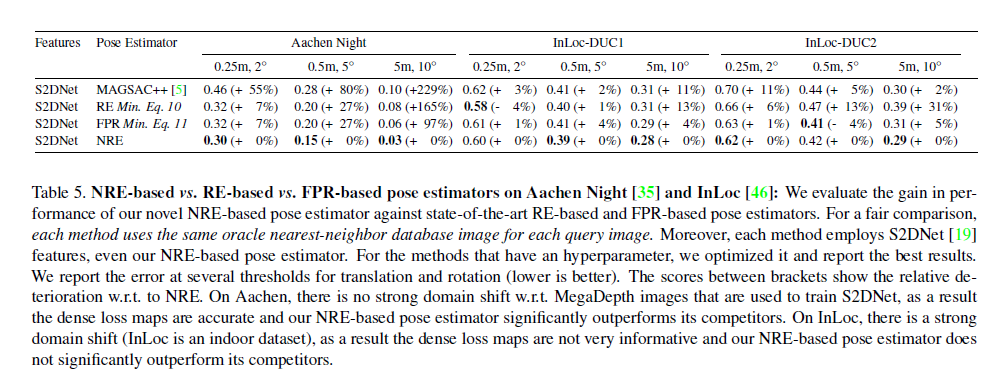 Features Pose Estimator Aachen Night InLoc-DUC1 InLoc-DUC2
0.25m, 2° 0.5m, 5° 5m, 10° 0.25m, 2° 0.5m, 5° 5m, 10° 0.25m, 2° 0.5m, 5° 5m, 10°
S2DNet MAGSAC++ [5] 0.46 (+ 55%) 0.28 (+ 80%) 0.10 (+229%) 0.62 (+ 3%) 0.41 (+ 2%) 0.31 (+ 11%) 0.70 (+ 11%) 0.44 (+ 5%) 0.30 (+ 2%)
S2DNet RE Min. Eq. 10 0.32 (+ 7%) 0.20 (+ 27%) 0.08 (+165%) 0.58 (- 4%) 0.40 (+ 1%) 0.31 (+ 13%) 0.66 (+ 6%) 0.47 (+ 13%) 0.39 (+ 31%)
S2DNet FPR Min. Eq. 11 0.32 (+ 7%) 0.20 (+ 27%) 0.06 (+ 97%) 0.61 (+ 1%) 0.41 (+ 4%) 0.29 (+ 4%) 0.63 (+ 1%) 0.41 (- 4%) 0.31 (+ 5%)
S2DNet NRE 0.30 (+ 0%) 0.15 (+ 0%) 0.03 (+ 0%) 0.60 (+ 0%) 0.39 (+ 0%) 0.28 (+ 0%) 0.62 (+ 0%) 0.42 (+ 0%) 0.29 (+ 0%)
Table 5. NRE-based vs. RE-based vs. FPR-based pose estimators on Aachen Night [35] and InLoc [46]: We evaluate the gain in per-
formance of our novel NRE-based pose estimator against state-of-the-art RE-based and FPR-based pose estimators. For a fair comparison,
each method uses the same oracle nearest-neighbor database image for each query image. Moreover, each method employs S2DNet [19]
features, even our NRE-based pose estimator. For the methods that have an hyperparameter, we optimized it and report the best results.
We report the error at several thresholds for translation and rotation (lower is better). The scores between brackets show the relative de-
terioration w.r.t. to NRE. On Aachen, there is no strong domain shift w.r.t. MegaDepth images that are used to train S2DNet, as a result
the dense loss maps are accurate and our NRE-based pose estimator significantly outperforms its competitors. On InLoc, there is a strong
domain shift (InLoc is an indoor dataset), as a result the dense loss maps are not very informative and our NRE-based pose estimator does
not significantly outperform its competitors.